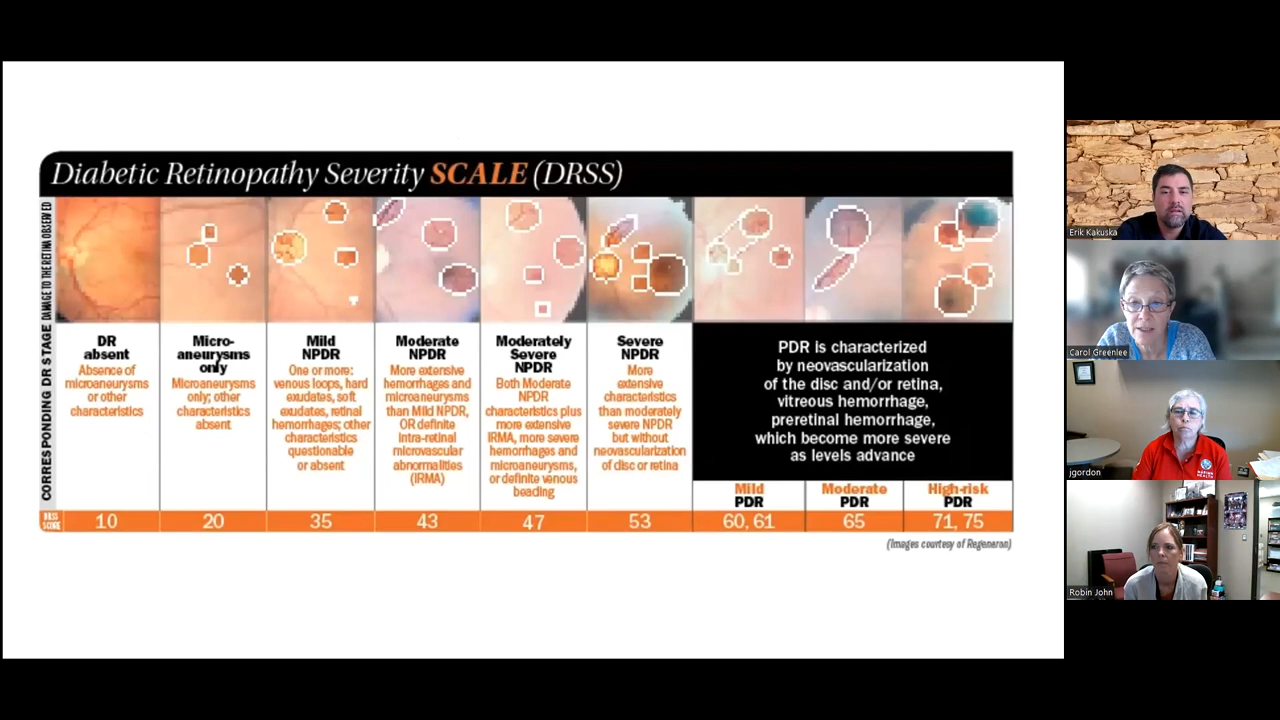 Diabetic Retinopathy Severity SCALE (DRSS)
CORRESPONDING DR STAGE DAMAGE TO THE RETINA OBSERVED
DR
absent
Absence of
microaneurysms
or other
characteristics
Micro-
aneurysms
only
Microaneurysms
only; other
characteristics
absent
Mild
NPDR
One or more:
venous loops, hard
exudates, soft
exudates, retinal
hemorrhages; other
characteristics
questionable
or absent
Moderate
NPDR
More extensive
hemorrhages and
microaneurysms
than Mild NPDR,
OR definite
intra-retinal
microvascular
abnormalities
(IRMA)
Moderately
Severe
NPDR
Both Moderate
NPDR
characteristics plus
more extensive
IRMA, more severe
hemorrhages and
microaneurysms,
or definite venous
beading
Severe
NPDR
More
extensive
characteristics
than moderately
severe NPDR
but without
neovascularization
of disc or retina
PDR is characterized
by neovascularization
of the disc and/or retina,
vitreous hemorrhage,
preretinal hemorrhage,
which become more severe
as levels advance
Mild
PDR
Moderate
PDR
High-risk
PDR
DRSS
SCORE
10
20
35
43
47
53
60, 61
65
71, 75
(Images courtesy of Regeneron)
Erik Kakuska
Carol Greenlee
jgordon
Robin John